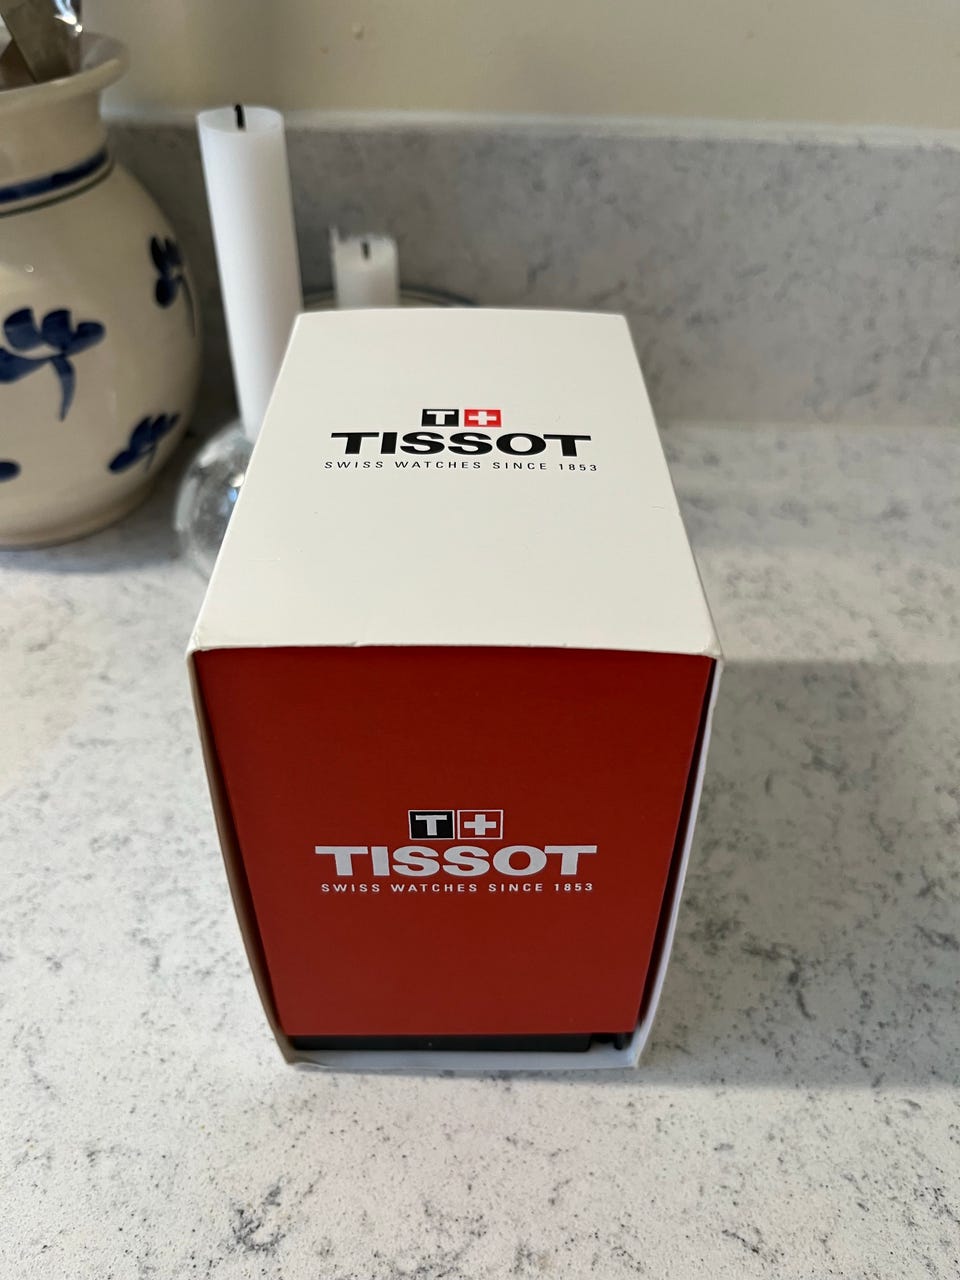 T+
TISSOT
SWISS WATCHES SINCE 1853
T+
TISSOT
SWISS WATCHES SINCE 1853